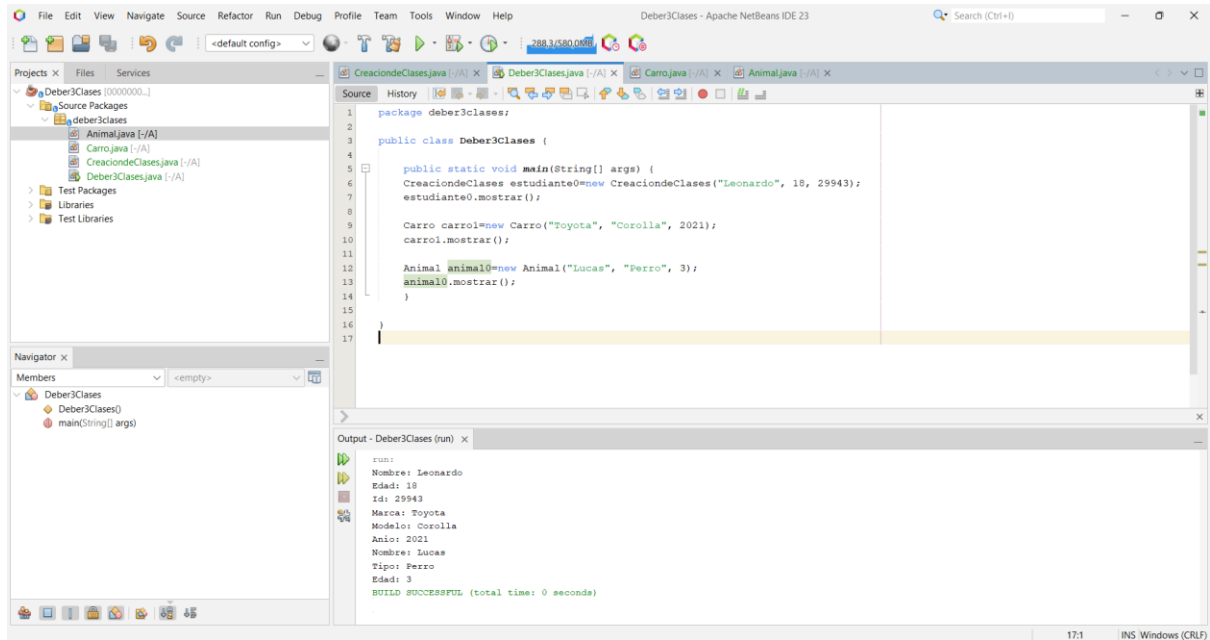 File Edit View Navigate Source Refactor Run Debug Profile Team Tools Window Help
Deber3Clases - Apache NetBeans IDE 23
Search (Ctrl+I)
<default config>
288,3/580,0MB
Projects
Files
Services
Deber3Clases [0000000...]
Source Packages
deber3clases
Animal.java [-/A]
Carro.java [-/A]
CreaciondeClases.java [-/A]
Deber3Clases.java [-/A]
Test Packages
Libraries
Test Libraries
Navigator
Members
<empty>
Deber3Clases
Deber3Clases()
main(String[] args)
CreaciondeClases.java [-/A]
Deber3Clases.java [-/A]
Carro.java [-/A]
Animal.java [-/A]
Source History
1 package deber3clases;
2
3 public class Deber3Clases {
4
5 public static void main(String[] args) {
6 CreaciondeClases estudiante0=new CreaciondeClases("Leonardo", 18, 29943);
7 estudiante0.mostrar();
8
9 Carro carro1=new Carro("Toyota", "Corolla", 2021);
10 carro1.mostrar();
11
12 Animal animal0=new Animal("Lucas", "Perro", 3);
13 animal0.mostrar();
14 }
15
16 }
17
Output - Deber3Clases (run)
run:
Nombre: Leonardo
Edad: 18
Id: 29943
Marca: Toyota
Modelo: Corolla
Anio: 2021
Nombre: Lucas
Tipo: Perro
Edad: 3
BUILD SUCCESSFUL (total time: 0 seconds)
17:1
INS Windows (CRLF)